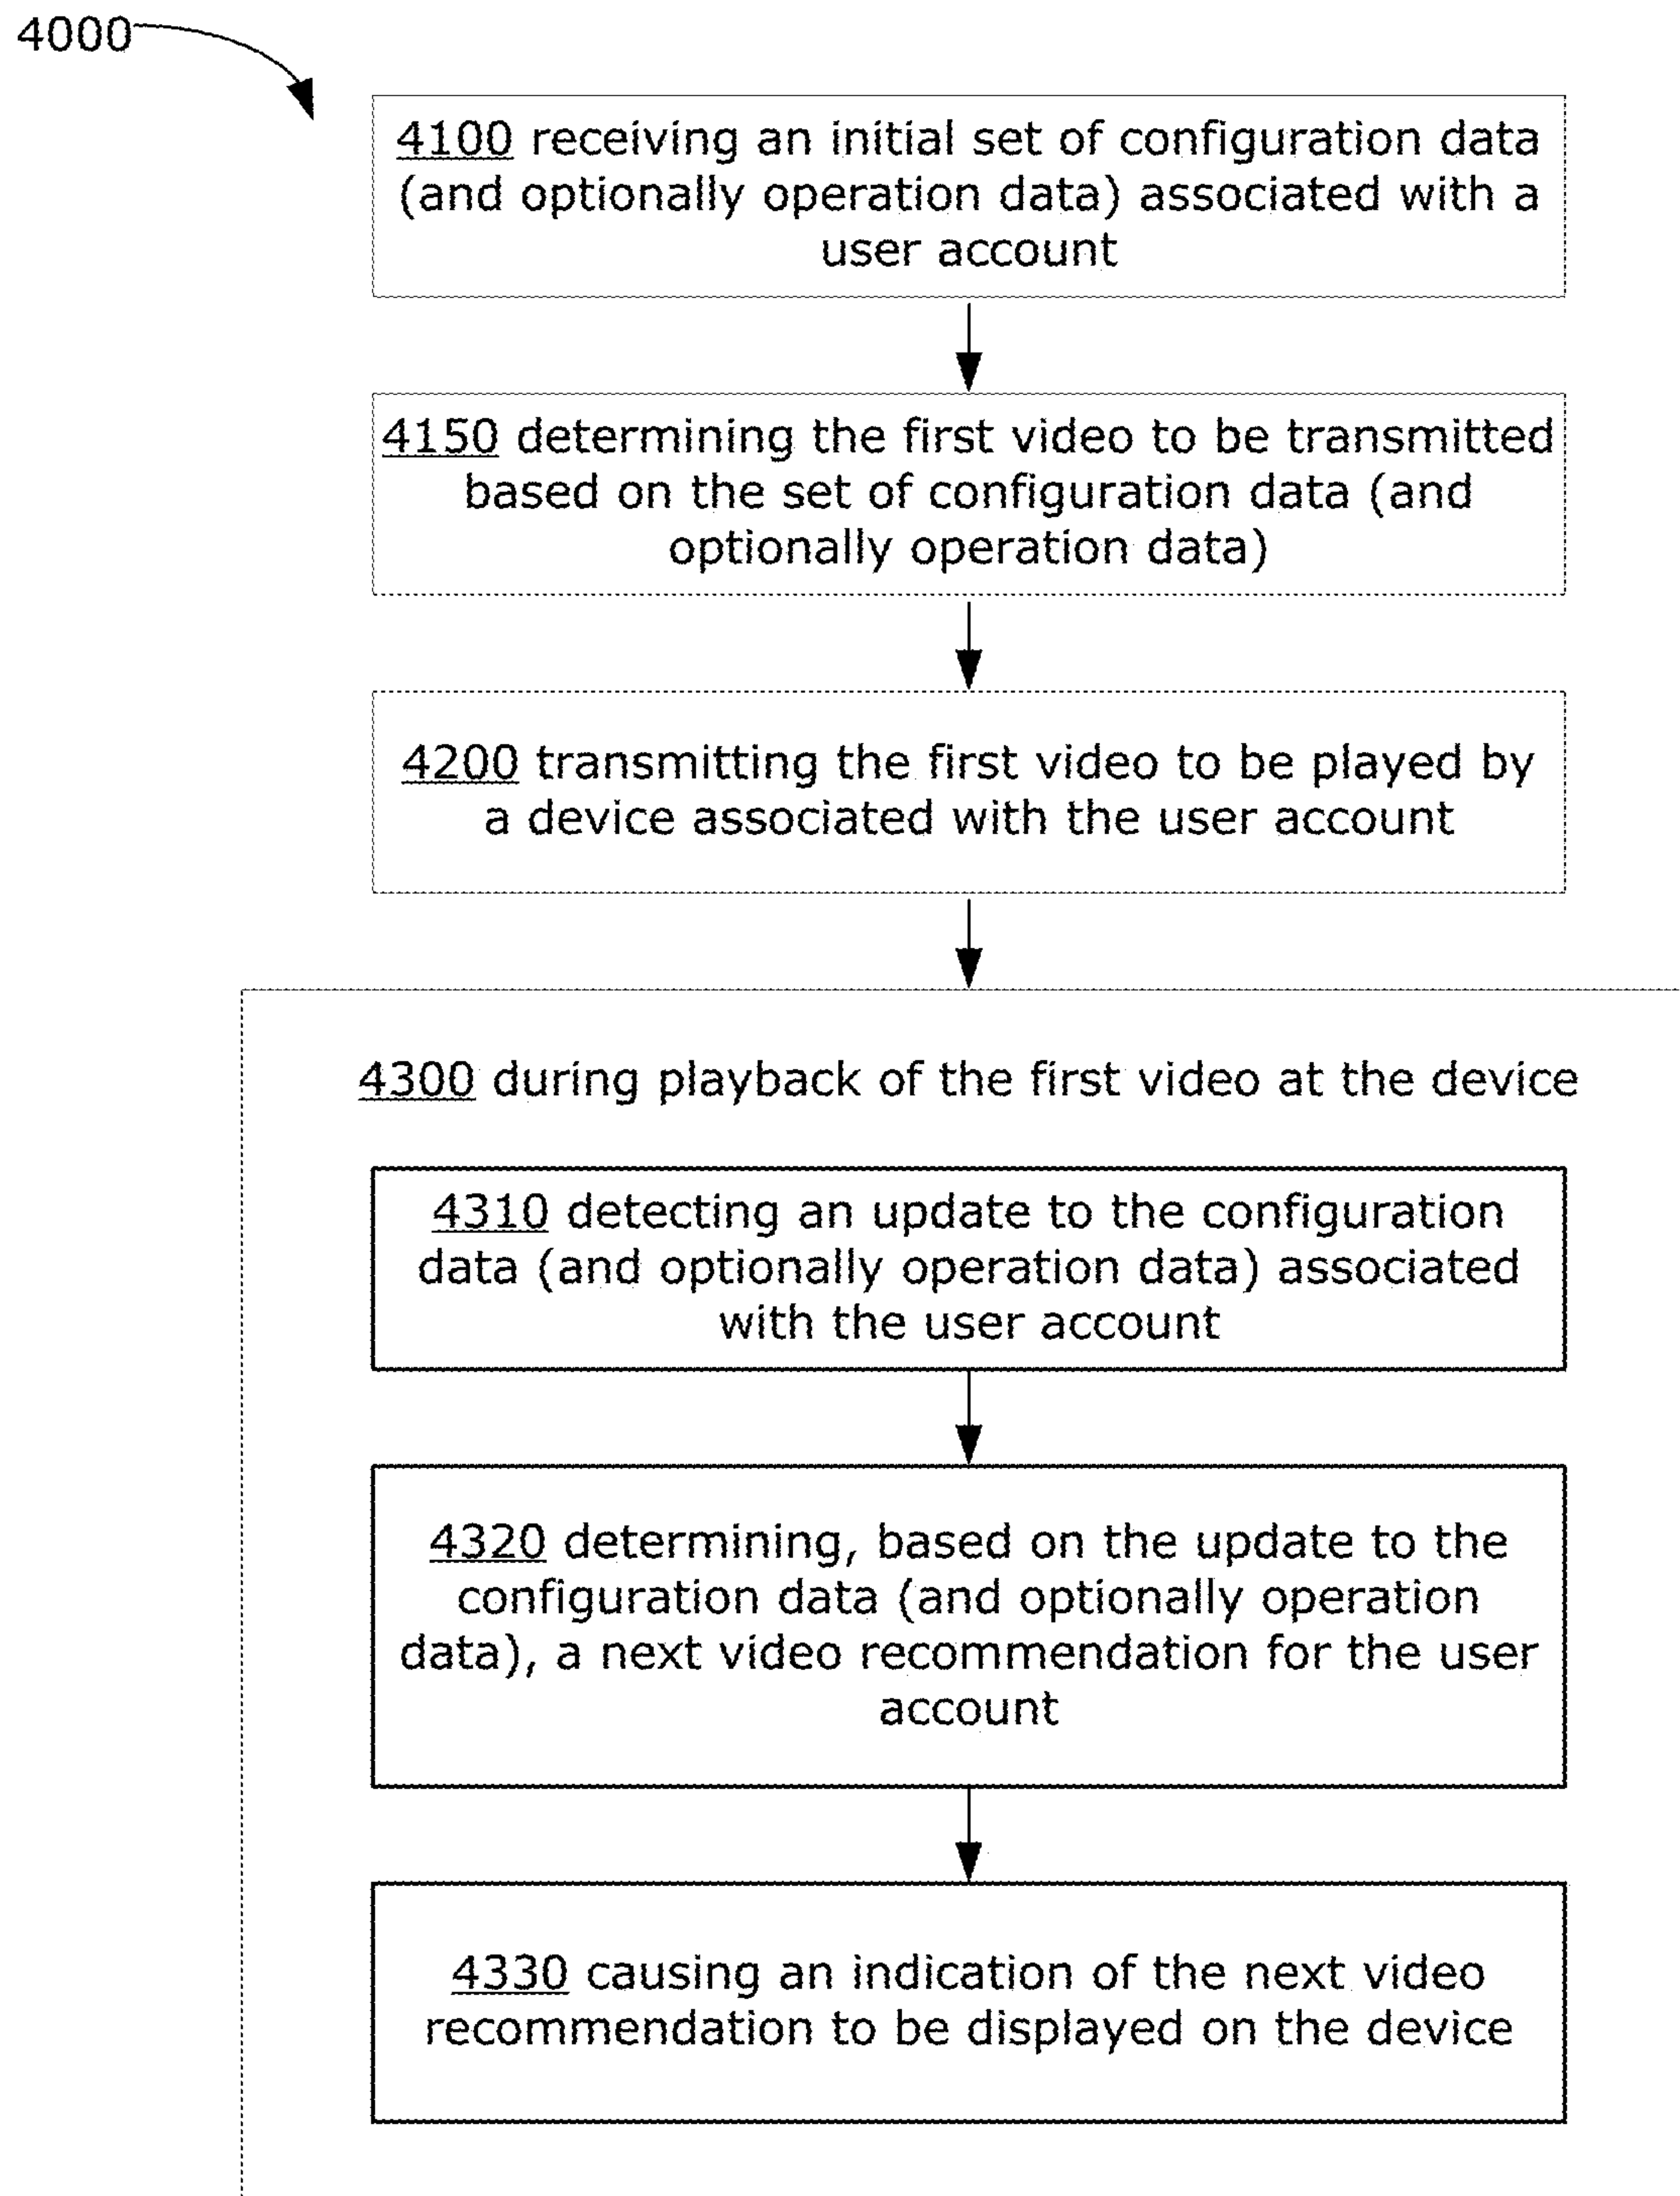 4000
4100 receiving an initial set of configuration data
(and optionally operation data) associated with a
user account
4150 determining the first video to be transmitted
based on the set of configuration data (and
optionally operation data)
4200 transmitting the first video to be played by
a device associated with the user account
4300 during playback of the first video at the device
4310 detecting an update to the configuration
data (and optionally operation data) associated
with the user account
4320 determining, based on the update to the
configuration data (and optionally operation
data), a next video recommendation for the user
account
4330 causing an indication of the next video
recommendation to be displayed on the device